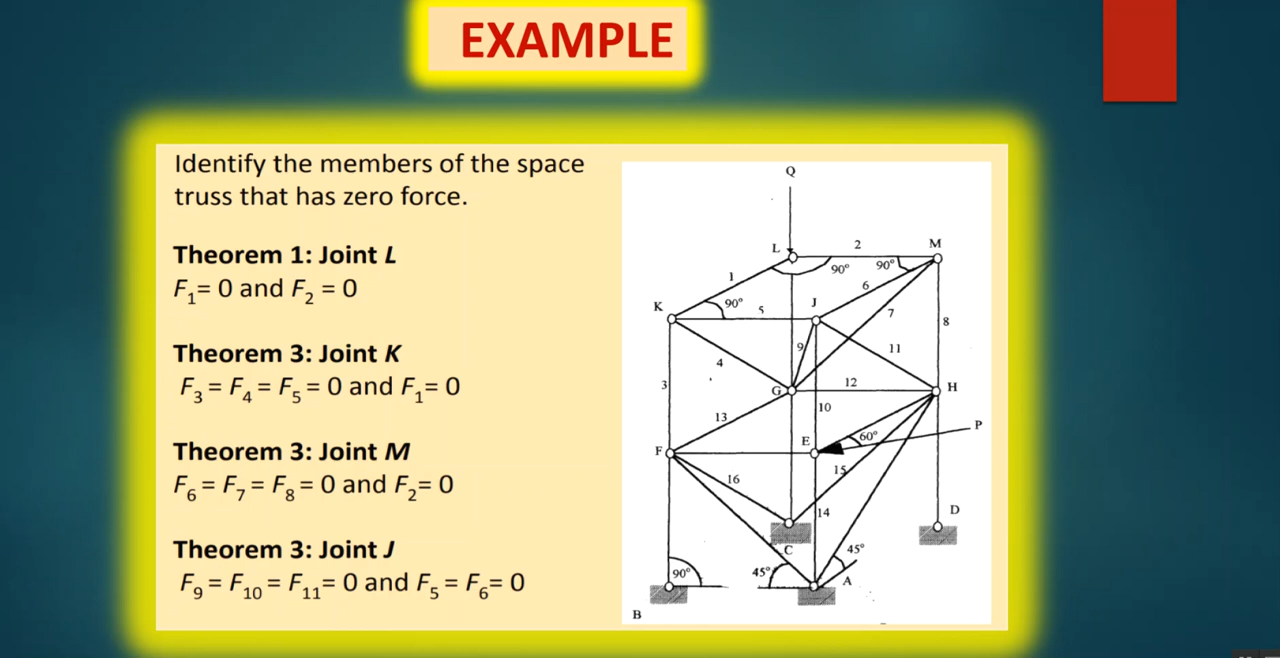 EXAMPLE
Identify the members of the space
truss that has zero force.
Theorem 1: Joint L
F₁= 0 and F₂ = 0
Theorem 3: Joint K
F₃ = F₄ = F₅ = 0 and F₁= 0
Theorem 3: Joint M
F₆ = F₇ = F₈ = 0 and F₂= 0
Theorem 3: Joint J
F₉ = F₁₀ = F₁₁= 0 and F₅ = F₆= 0
Q
L 2 M
90° 90°
1 6
K 90° 5 J
7 8
9 11
4
3 G 12 H
13 10
E 60° P
F
16 15
14 D
C 45°
90° 45° A
B